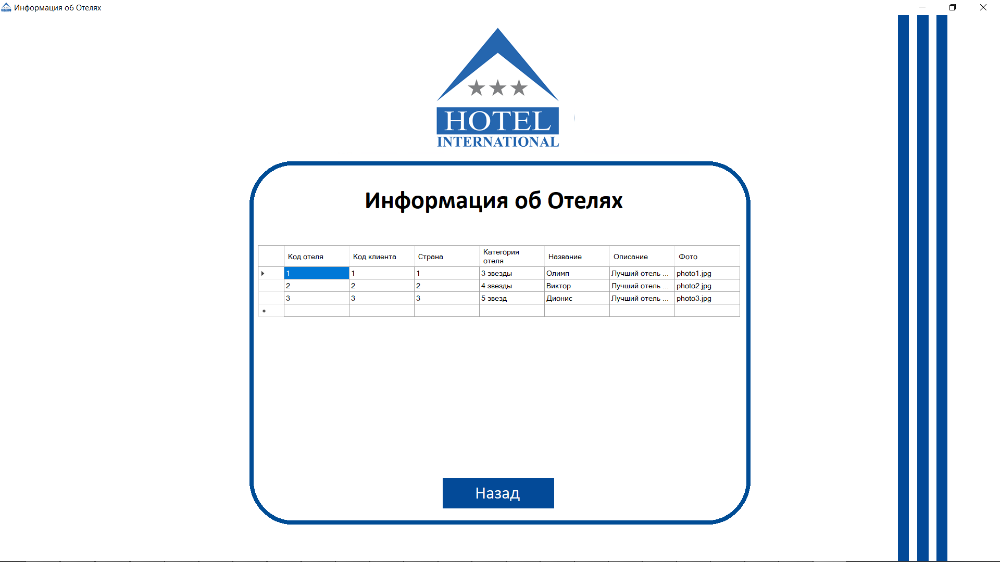 Информация об Отелях
HOTEL
INTERNATIONAL
Информация об Отелях
Код отеля Код клиента Страна Категория отеля Название Описание Фото
1 1 1 3 звезды Олимп Лучший отель ... photo1.jpg
2 2 2 4 звезды Виктор Лучший отель ... photo2.jpg
3 3 3 5 звезд Дионис Лучший отель ... photo3.jpg
Назад